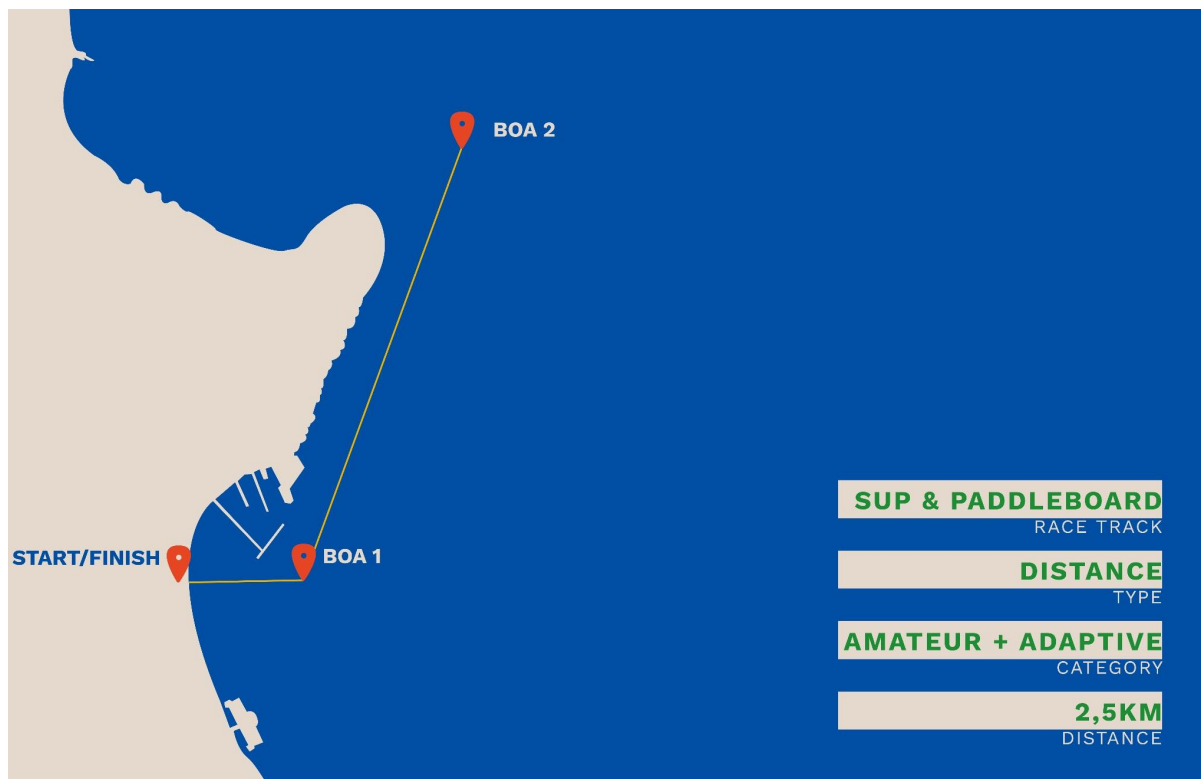 BOA 2
START/FINISH
BOA 1
SUP & PADDLEBOARD
RACE TRACK
DISTANCE
TYPE
AMATEUR + ADAPTIVE
CATEGORY
2,5KM
DISTANCE